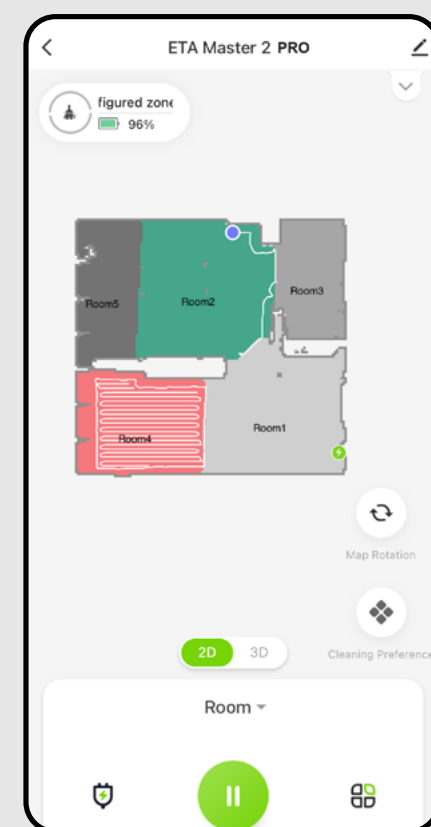 ETA Master 2 PRO
figured zone
96%
Room5
Room2
Room3
Room4
Room1
Map Rotation
2D 3D
Cleaning Preference
Room